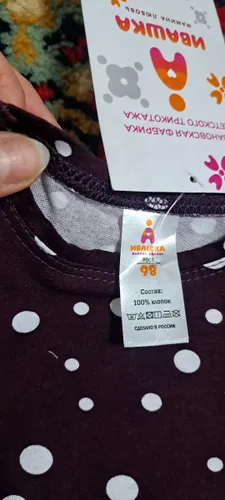 ИВАШКА
МАМИНА ЛЮБОВЬ
ИВАНОВСКАЯ ФАБРИКА
ДЕТСКОГО ТРИКОТАЖА
ИВАШКА
РОСТ
98
Состав:
100% хлопок
СДЕЛАНО В РОССИИ